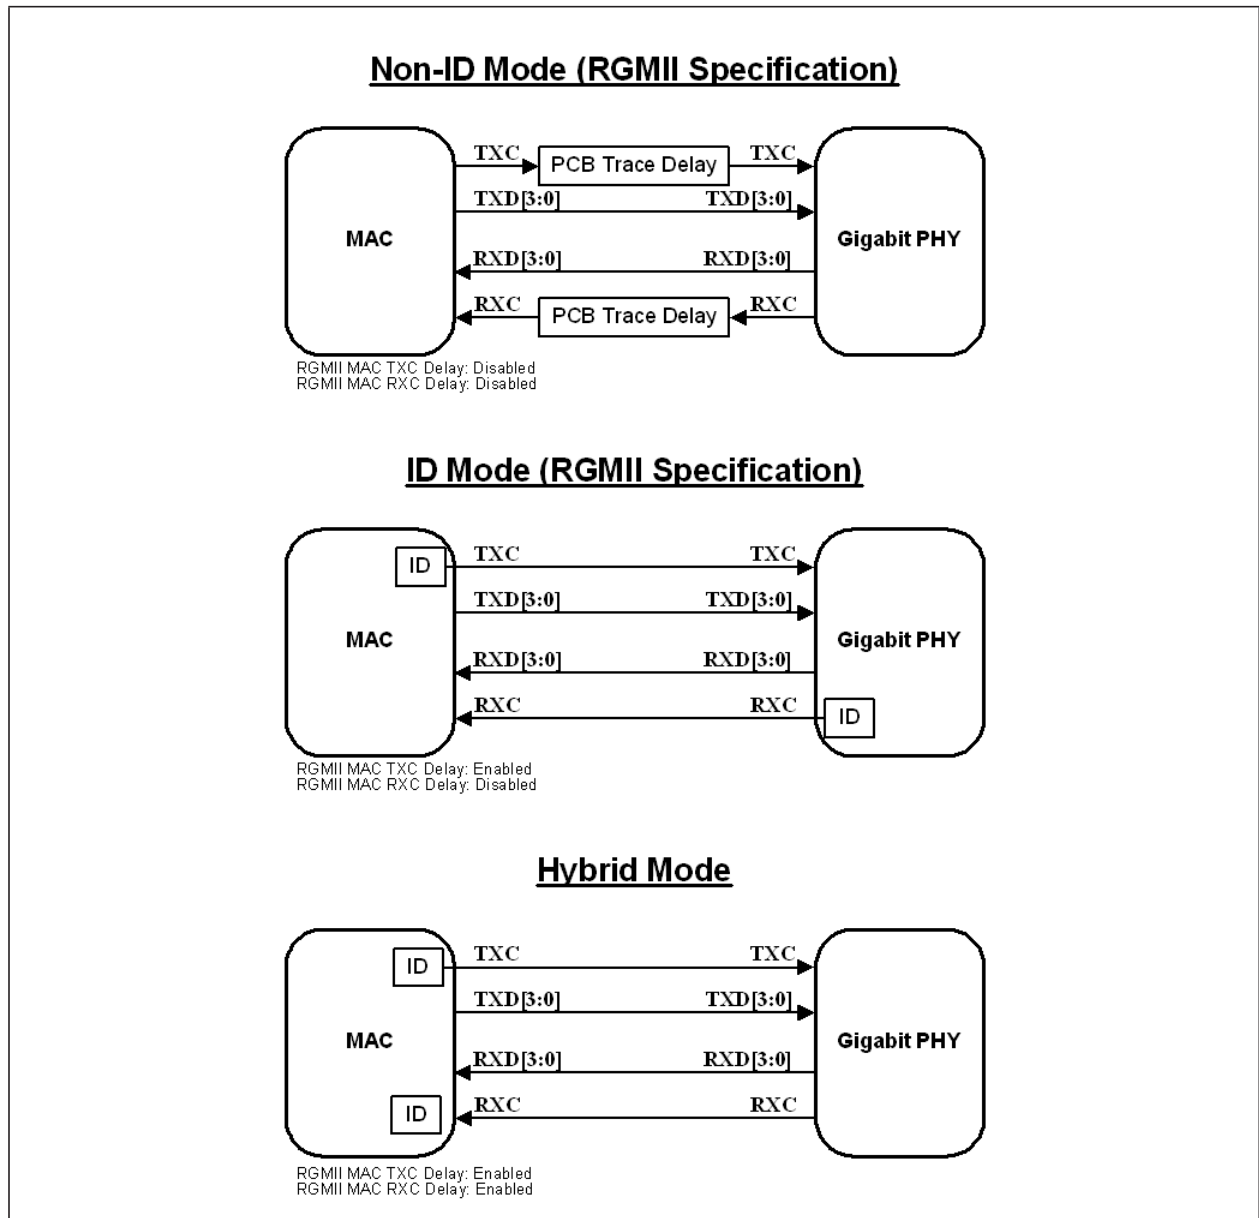 Non-ID Mode (RGMII Specification)
TXC PCB Trace Delay TXC
TXD[3:0] TXD[3:0]
MAC Gigabit PHY
RXD[3:0] RXD[3:0]
RXC PCB Trace Delay RXC
RGMII MAC TXC Delay: Disabled
RGMII MAC RXC Delay: Disabled
ID Mode (RGMII Specification)
ID TXC TXC
TXD[3:0] TXD[3:0]
MAC Gigabit PHY
RXD[3:0] RXD[3:0]
RXC RXC ID
RGMII MAC TXC Delay: Enabled
RGMII MAC RXC Delay: Disabled
Hybrid Mode
ID TXC TXC
TXD[3:0] TXD[3:0]
MAC Gigabit PHY
RXD[3:0] RXD[3:0]
ID RXC RXC
RGMII MAC TXC Delay: Enabled
RGMII MAC RXC Delay: Enabled